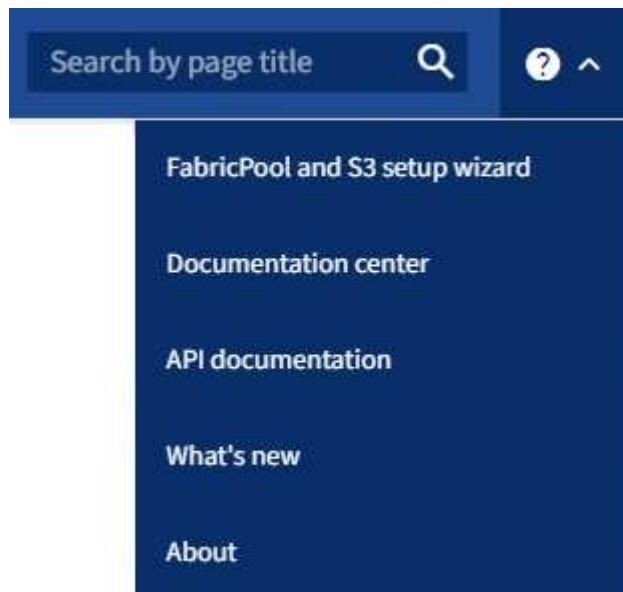 Search by page title
FabricPool and S3 setup wizard
Documentation center
API documentation
What's new
About